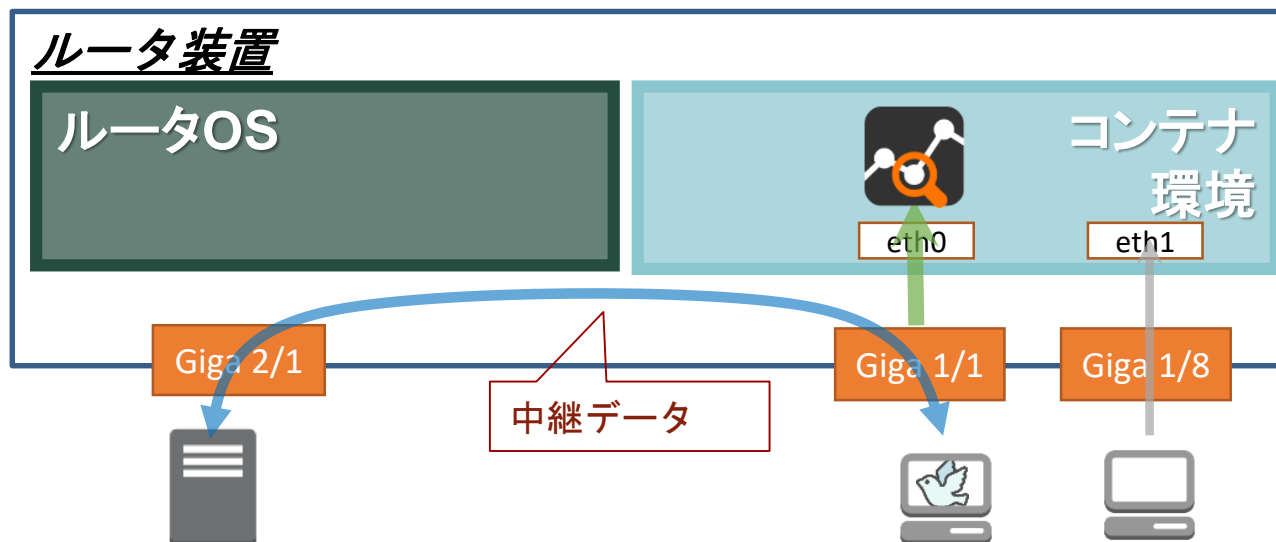 ルータ装置
ルータOS
コンテナ
環境
eth0
eth1
Giga 2/1
Giga 1/1
Giga 1/8
中継データ